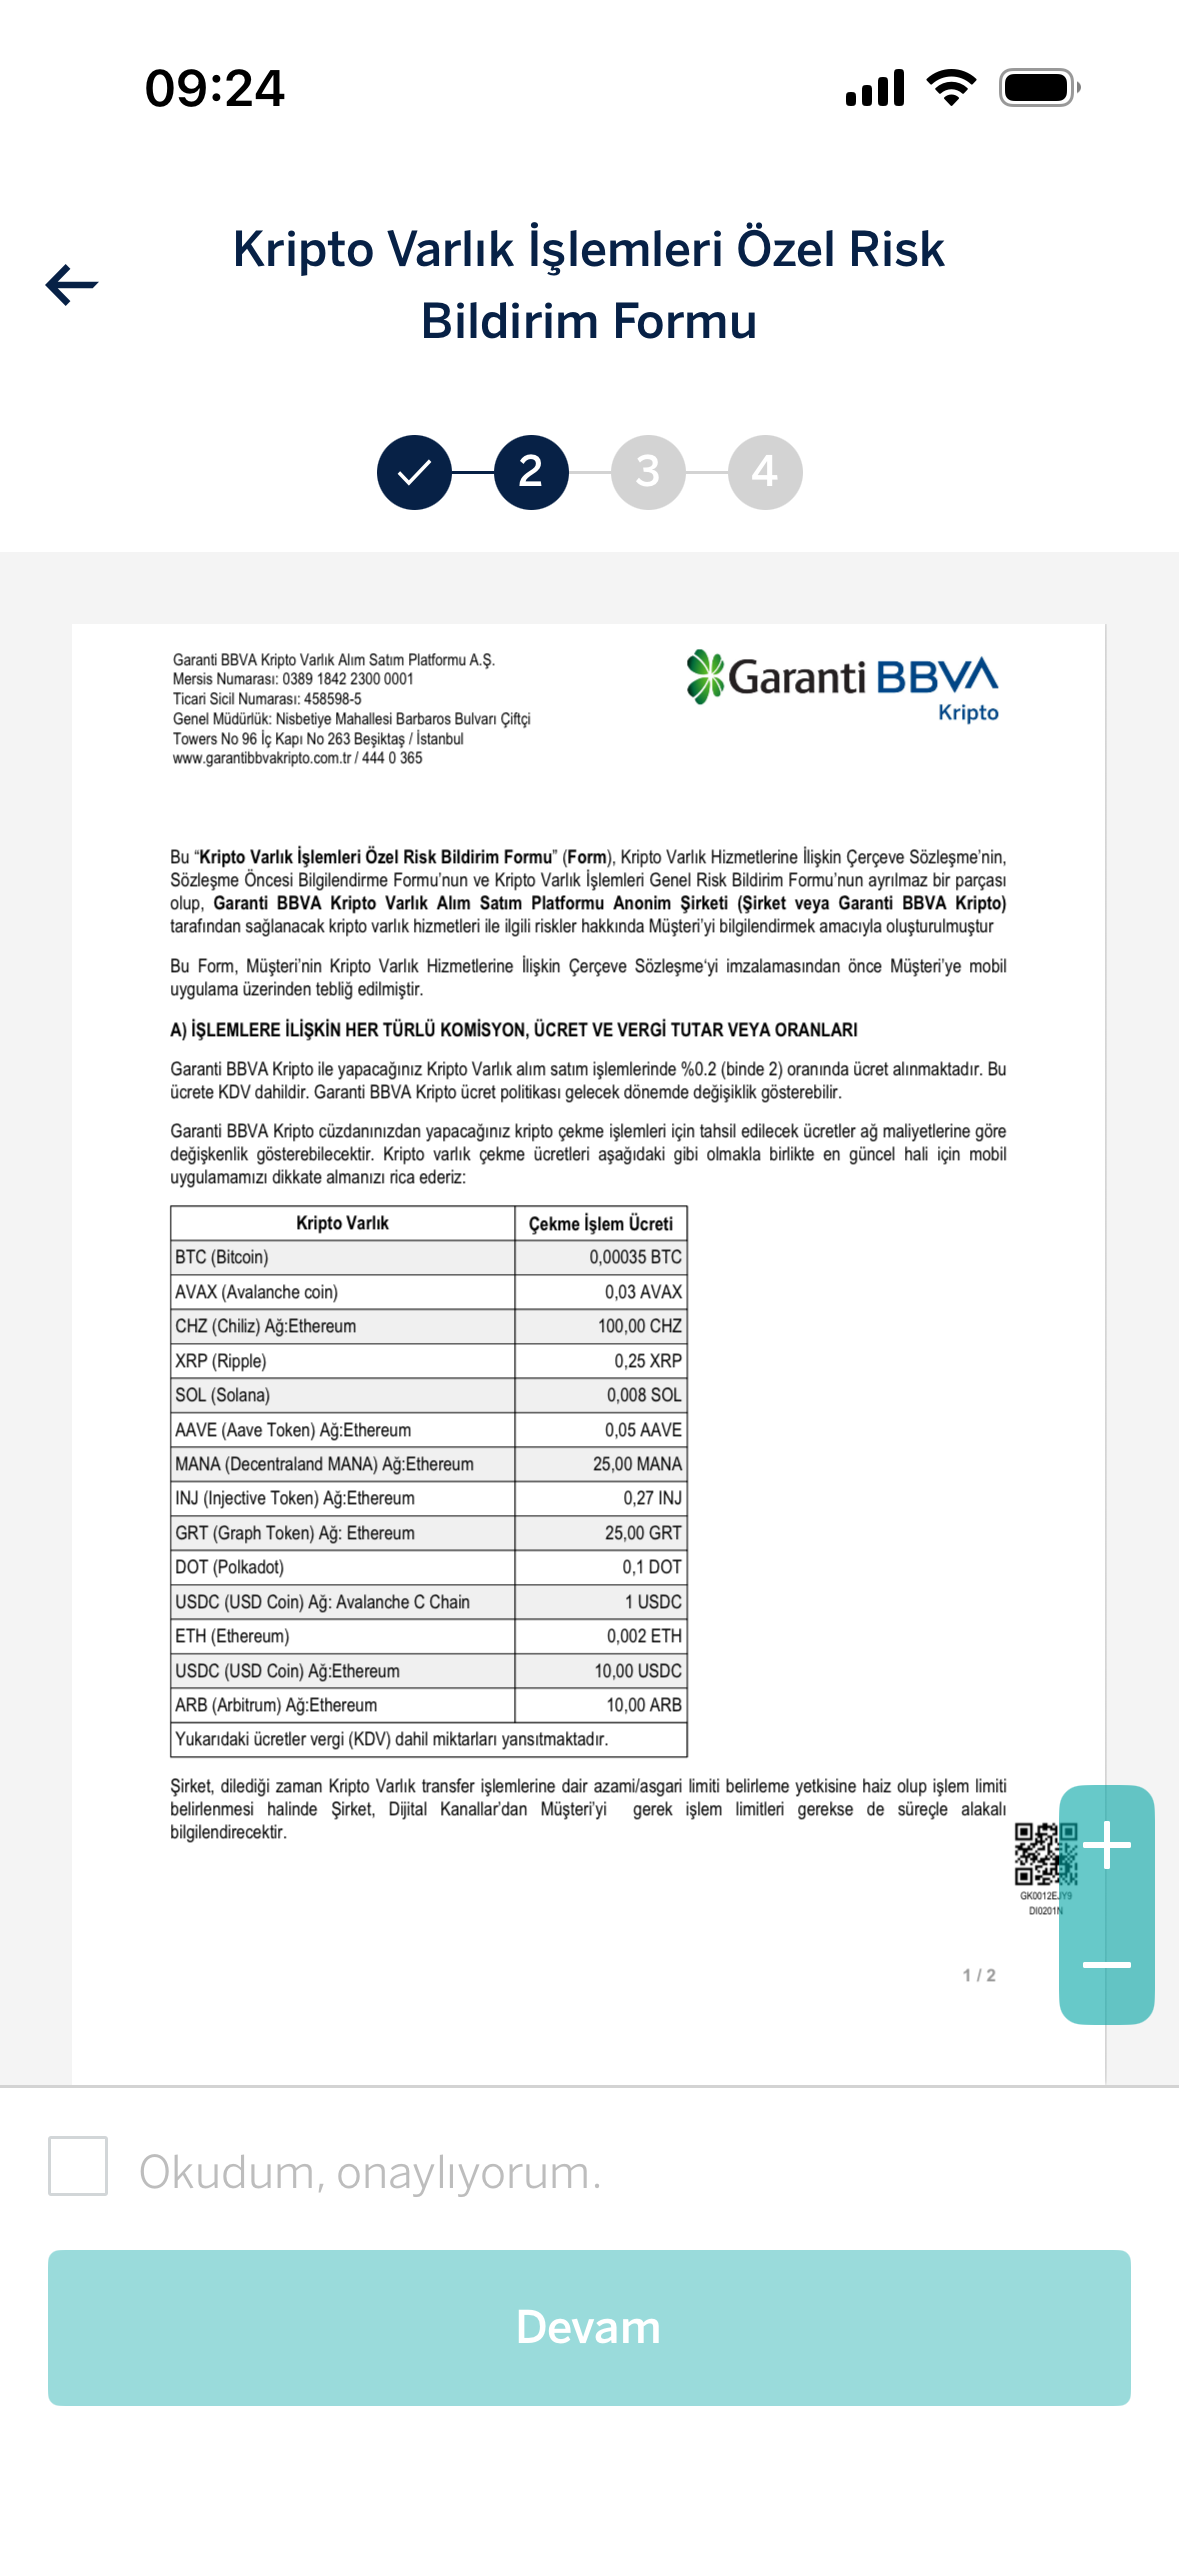 09:24
Kripto Varlık İşlemleri Özel Risk
Bildirim Formu
2 3 4
Garanti BBVA Kripto Varlık Alım Satım Platformu A.Ş.
Mersis Numarası: 0389 1842 2300 0001
Ticari Sicil Numarası: 458598-5
Genel Müdürlük: Nisbetiye Mahallesi Barbaros Bulvarı Çiftçi
Towers No 96 İç Kapı No 263 Beşiktaş / İstanbul
www.garantibbvakripto.com.tr / 444 0 365
Garanti BBVA
Kripto
Bu “Kripto Varlık İşlemleri Özel Risk Bildirim Formu” (Form), Kripto Varlık Hizmetlerine İlişkin Çerçeve Sözleşme’nin,
Sözleşme Öncesi Bilgilendirme Formu’nun ve Kripto Varlık İşlemleri Genel Risk Bildirim Formu’nun ayrılmaz bir parçası
olup, Garanti BBVA Kripto Varlık Alım Satım Platformu Anonim Şirketi (Şirket veya Garanti BBVA Kripto)
tarafından sağlanacak kripto varlık hizmetleri ile ilgili riskler hakkında Müşteri’yi bilgilendirmek amacıyla oluşturulmuştur
Bu Form, Müşteri’nin Kripto Varlık Hizmetlerine İlişkin Çerçeve Sözleşme‘yi imzalamasından önce Müşteri’ye mobil
uygulama üzerinden tebliğ edilmiştir.
A) İŞLEMLERE İLİŞKİN HER TÜRLÜ KOMİSYON, ÜCRET VE VERGİ TUTAR VEYA ORANLARI
Garanti BBVA Kripto ile yapacağınız Kripto Varlık alım satım işlemlerinde %0.2 (binde 2) oranında ücret alınmaktadır. Bu
ücrete KDV dahildir. Garanti BBVA Kripto ücret politikası gelecek dönemde değişiklik gösterebilir.
Garanti BBVA Kripto cüzdanınızdan yapacağınız kripto çekme işlemleri için tahsil edilecek ücretler ağ maliyetlerine göre
değişkenlik gösterebilecektir. Kripto varlık çekme ücretleri aşağıdaki gibi olmakla birlikte en güncel hali için mobil
uygulamamızı dikkate almanızı rica ederiz:
Kripto Varlık Çekme İşlem Ücreti
BTC (Bitcoin) 0,00035 BTC
AVAX (Avalanche coin) 0,03 AVAX
CHZ (Chiliz) Ağ:Ethereum 100,00 CHZ
XRP (Ripple) 0,25 XRP
SOL (Solana) 0,008 SOL
AAVE (Aave Token) Ağ:Ethereum 0,05 AAVE
MANA (Decentraland MANA) Ağ:Ethereum 25,00 MANA
INJ (Injective Token) Ağ:Ethereum 0,27 INJ
GRT (Graph Token) Ağ: Ethereum 25,00 GRT
DOT (Polkadot) 0,1 DOT
USDC (USD Coin) Ağ: Avalanche C Chain 1 USDC
ETH (Ethereum) 0,002 ETH
USDC (USD Coin) Ağ:Ethereum 10,00 USDC
ARB (Arbitrum) Ağ:Ethereum 10,00 ARB
Yukarıdaki ücretler vergi (KDV) dahil miktarları yansıtmaktadır.
Şirket, dilediği zaman Kripto Varlık transfer işlemlerine dair azami/asgari limiti belirleme yetkisine haiz olup işlem limiti
belirlenmesi halinde Şirket, Dijital Kanallar’dan Müşteri’yi gerek işlem limitleri gerekse de süreçle alakalı
bilgilendirecektir.
GK0012EJY9
DI0201N
1 / 2
Okudum, onaylıyorum.
Devam